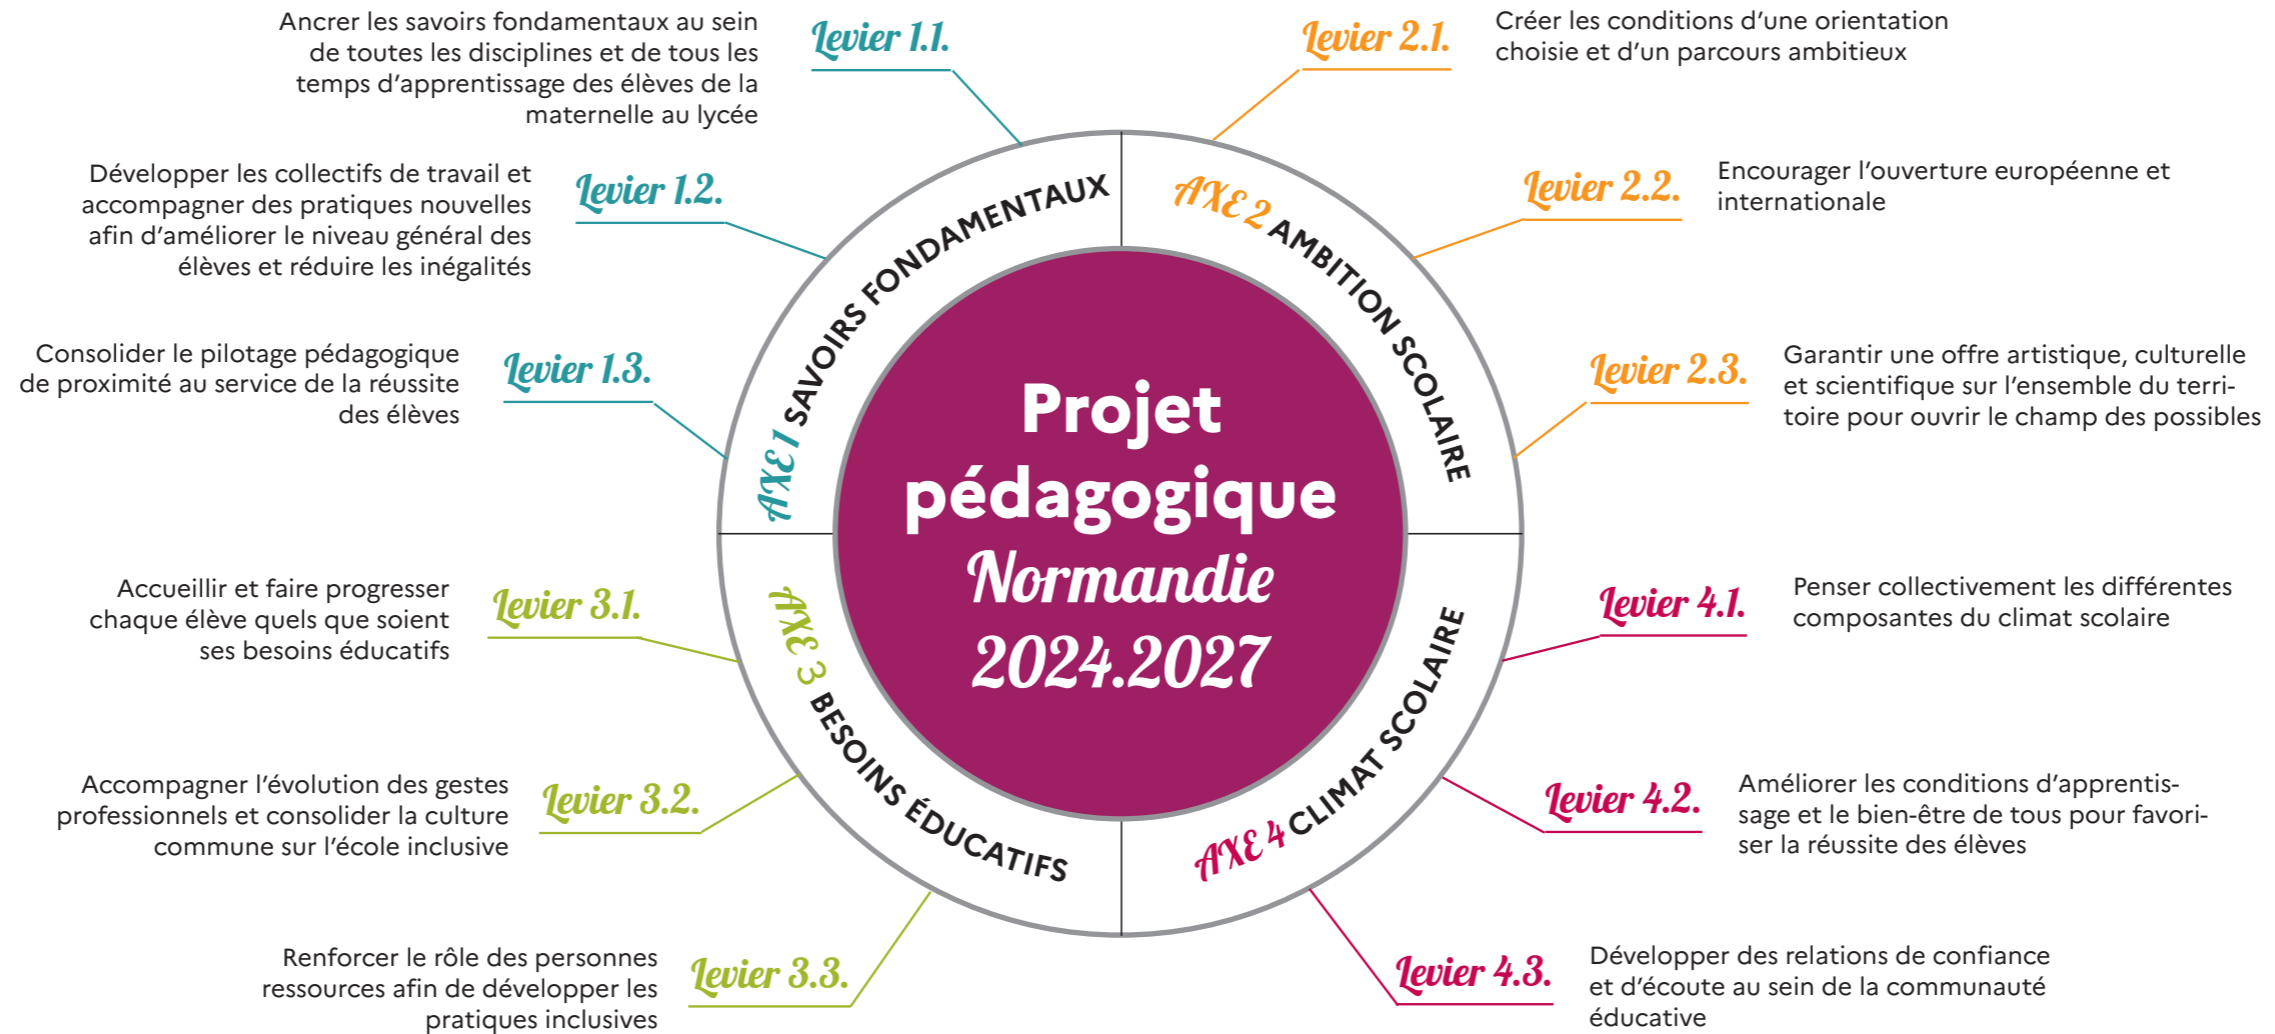 Ancrer les savoirs fondamentaux au sein
de toutes les disciplines et de tous les
temps d'apprentissage des élèves de la
maternelle au lycée
Levier 1.1.
Développer les collectifs de travail et
accompagner des pratiques nouvelles
afin d'améliorer le niveau général des
élèves et réduire les inégalités
Levier 1.2.
Consolider le pilotage pédagogique
de proximité au service de la réussite
des élèves
Levier 1.3.
AXE 1 SAVOIRS FONDAMENTAUX
Levier 2.1.
Créer les conditions d'une orientation
choisie et d'un parcours ambitieux
Levier 2.2.
Encourager l'ouverture européenne et
internationale
Levier 2.3.
Garantir une offre artistique, culturelle
et scientifique sur l'ensemble du terri-
toire pour ouvrir le champ des possibles
AXE 2 AMBITION SCOLAIRE
Projet
pédagogique
Normandie
2024.2027
Accueillir et faire progresser
chaque élève quels que soient
ses besoins éducatifs
Levier 3.1.
Accompagner l'évolution des gestes
professionnels et consolider la culture
commune sur l'école inclusive
Levier 3.2.
Renforcer le rôle des personnes
ressources afin de développer les
pratiques inclusives
Levier 3.3.
AXE 3 BESOINS ÉDUCATIFS
Levier 4.1.
Penser collectivement les différentes
composantes du climat scolaire
Levier 4.2.
Améliorer les conditions d'apprentis-
sage et le bien-être de tous pour favori-
ser la réussite des élèves
Levier 4.3.
Développer des relations de confiance
et d'écoute au sein de la communauté
éducative
AXE 4 CLIMAT SCOLAIRE